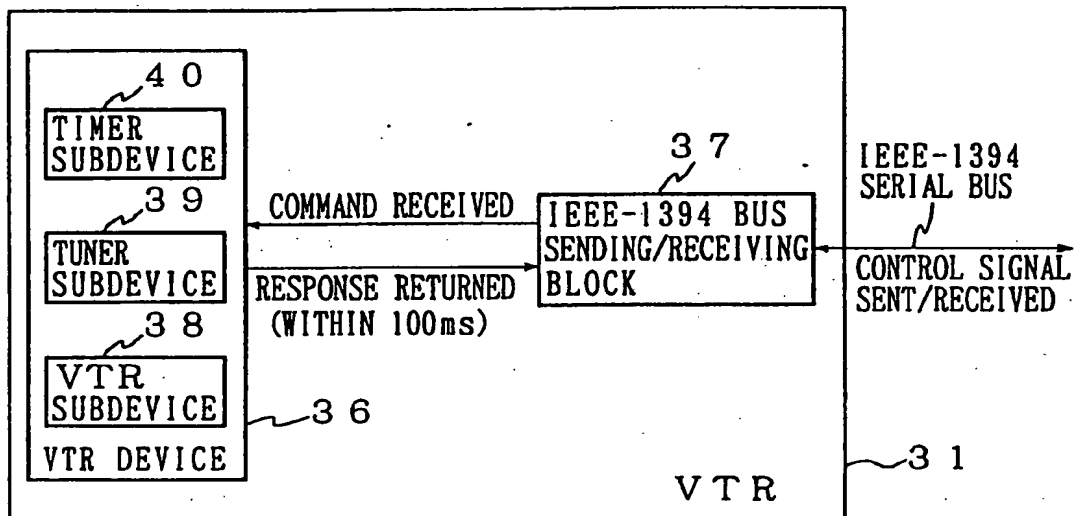 40
TIMER
SUBDEVICE
39
TUNER
SUBDEVICE
38
VTR
SUBDEVICE
VTR DEVICE
36
COMMAND RECEIVED
RESPONSE RETURNED
(WITHIN 100ms)
37
IEEE-1394 BUS
SENDING/RECEIVING
BLOCK
IEEE-1394
SERIAL BUS
CONTROL SIGNAL
SENT/RECEIVED
31
VTR